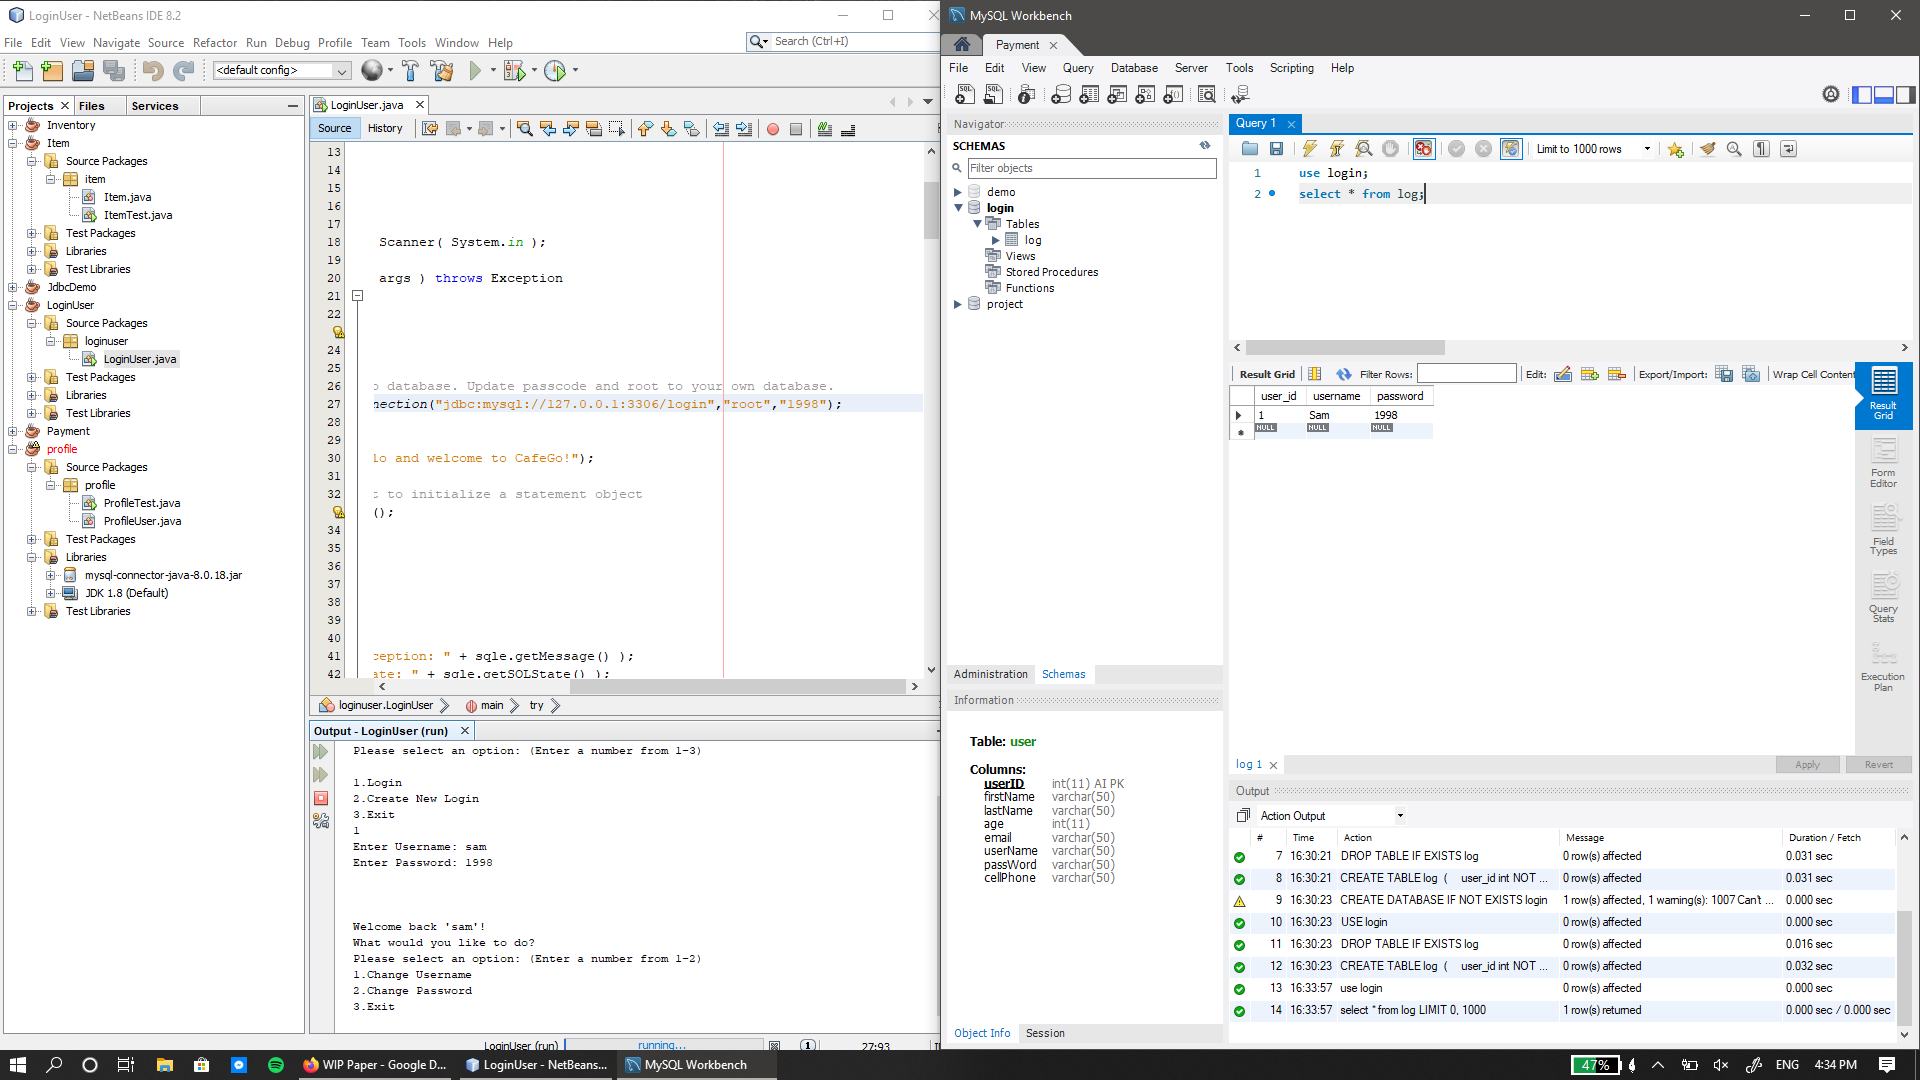 LoginUser - NetBeans IDE 8.2
File Edit View Navigate Source Refactor Run Debug Profile Team Tools Window Help
Search (Ctrl+I)
<default config>
Projects Files Services
Inventory
Item
Source Packages
item
Item.java
ItemTest.java
Test Packages
Libraries
Test Libraries
JdbcDemo
LoginUser
Source Packages
loginuser
LoginUser.java
Test Packages
Libraries
Test Libraries
Payment
profile
Source Packages
profile
ProfileTest.java
ProfileUser.java
Test Packages
Libraries
mysql-connector-java-8.0.18.jar
JDK 1.8 (Default)
Test Libraries
LoginUser.java
Source History
13
14
15
16
17
18 Scanner( System.in );
19
20 args ) throws Exception
21
22
24
25
26 o database. Update passcode and root to your own database.
27 nection("jdbc:mysql://127.0.0.1:3306/login","root","1998");
28
29
30 lo and welcome to CafeGo!");
31
32 t to initialize a statement object
();
34
35
36
37
38
39
40
41 ception: " + sqle.getMessage() );
42 ate: " + sqle.getSQLState() );
loginuser.LoginUser main try
Output - LoginUser (run)
Please select an option: (Enter a number from 1-3)
1.Login
2.Create New Login
3.Exit
1
Enter Username: sam
Enter Password: 1998
Welcome back 'sam'!
What would you like to do?
Please select an option: (Enter a number from 1-2)
1.Change Username
2.Change Password
3.Exit
LoginUser (run) running... 1 27:93
MySQL Workbench
Payment
File Edit View Query Database Server Tools Scripting Help
Navigator
SCHEMAS
Filter objects
demo
login
Tables
log
Views
Stored Procedures
Functions
project
Administration Schemas
Information
Table: user
Columns:
userID int(11) AI PK
firstName varchar(50)
lastName varchar(50)
age int(11)
email varchar(50)
userName varchar(50)
passWord varchar(50)
cellPhone varchar(50)
Object Info Session
Query 1
Limit to 1000 rows
1 use login;
2 select * from log;
Result Grid Filter Rows: Edit: Export/Import: Wrap Cell Content
user_id username password
1 Sam 1998
NULL NULL NULL
Result Grid
Form Editor
Field Types
Query Stats
Execution Plan
log 1 Apply Revert
Output
Action Output
# Time Action Message Duration / Fetch
7 16:30:21 DROP TABLE IF EXISTS log 0 row(s) affected 0.031 sec
8 16:30:21 CREATE TABLE log ( user_id int NOT ... 0 row(s) affected 0.031 sec
9 16:30:23 CREATE DATABASE IF NOT EXISTS login 1 row(s) affected, 1 warning(s): 1007 Can't ... 0.000 sec
10 16:30:23 USE login 0 row(s) affected 0.000 sec
11 16:30:23 DROP TABLE IF EXISTS log 0 row(s) affected 0.016 sec
12 16:30:23 CREATE TABLE log ( user_id int NOT ... 0 row(s) affected 0.032 sec
13 16:33:57 use login 0 row(s) affected 0.000 sec
14 16:33:57 select * from log LIMIT 0, 1000 1 row(s) returned 0.000 sec / 0.000 sec
WIP Paper - Google D... LoginUser - NetBeans... MySQL Workbench 47% ENG 4:34 PM